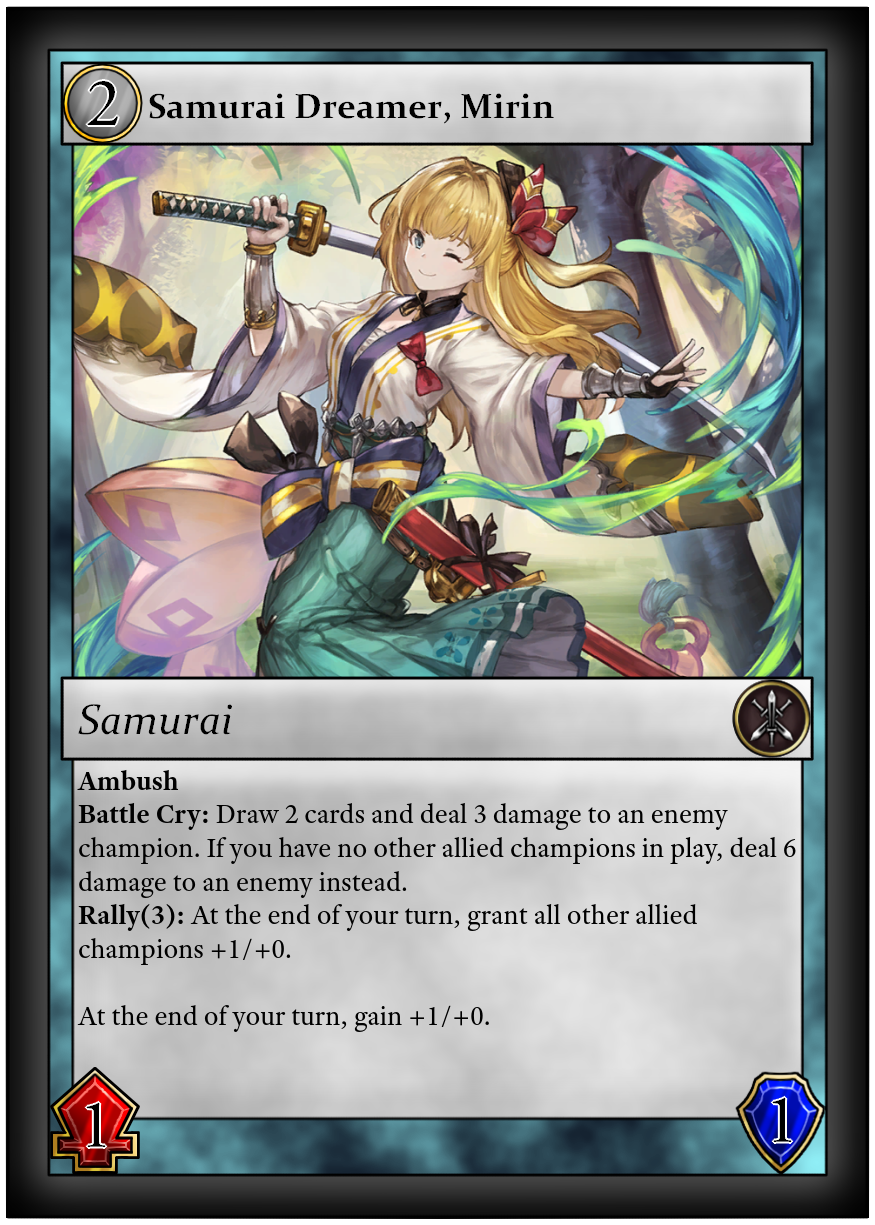 2
Samurai Dreamer, Mirin
Samurai
Ambush
Battle Cry: Draw 2 cards and deal 3 damage to an enemy
champion. If you have no other allied champions in play, deal 6
damage to an enemy instead.
Rally(3): At the end of your turn, grant all other allied
champions +1/+0.
At the end of your turn, gain +1/+0.
1
1